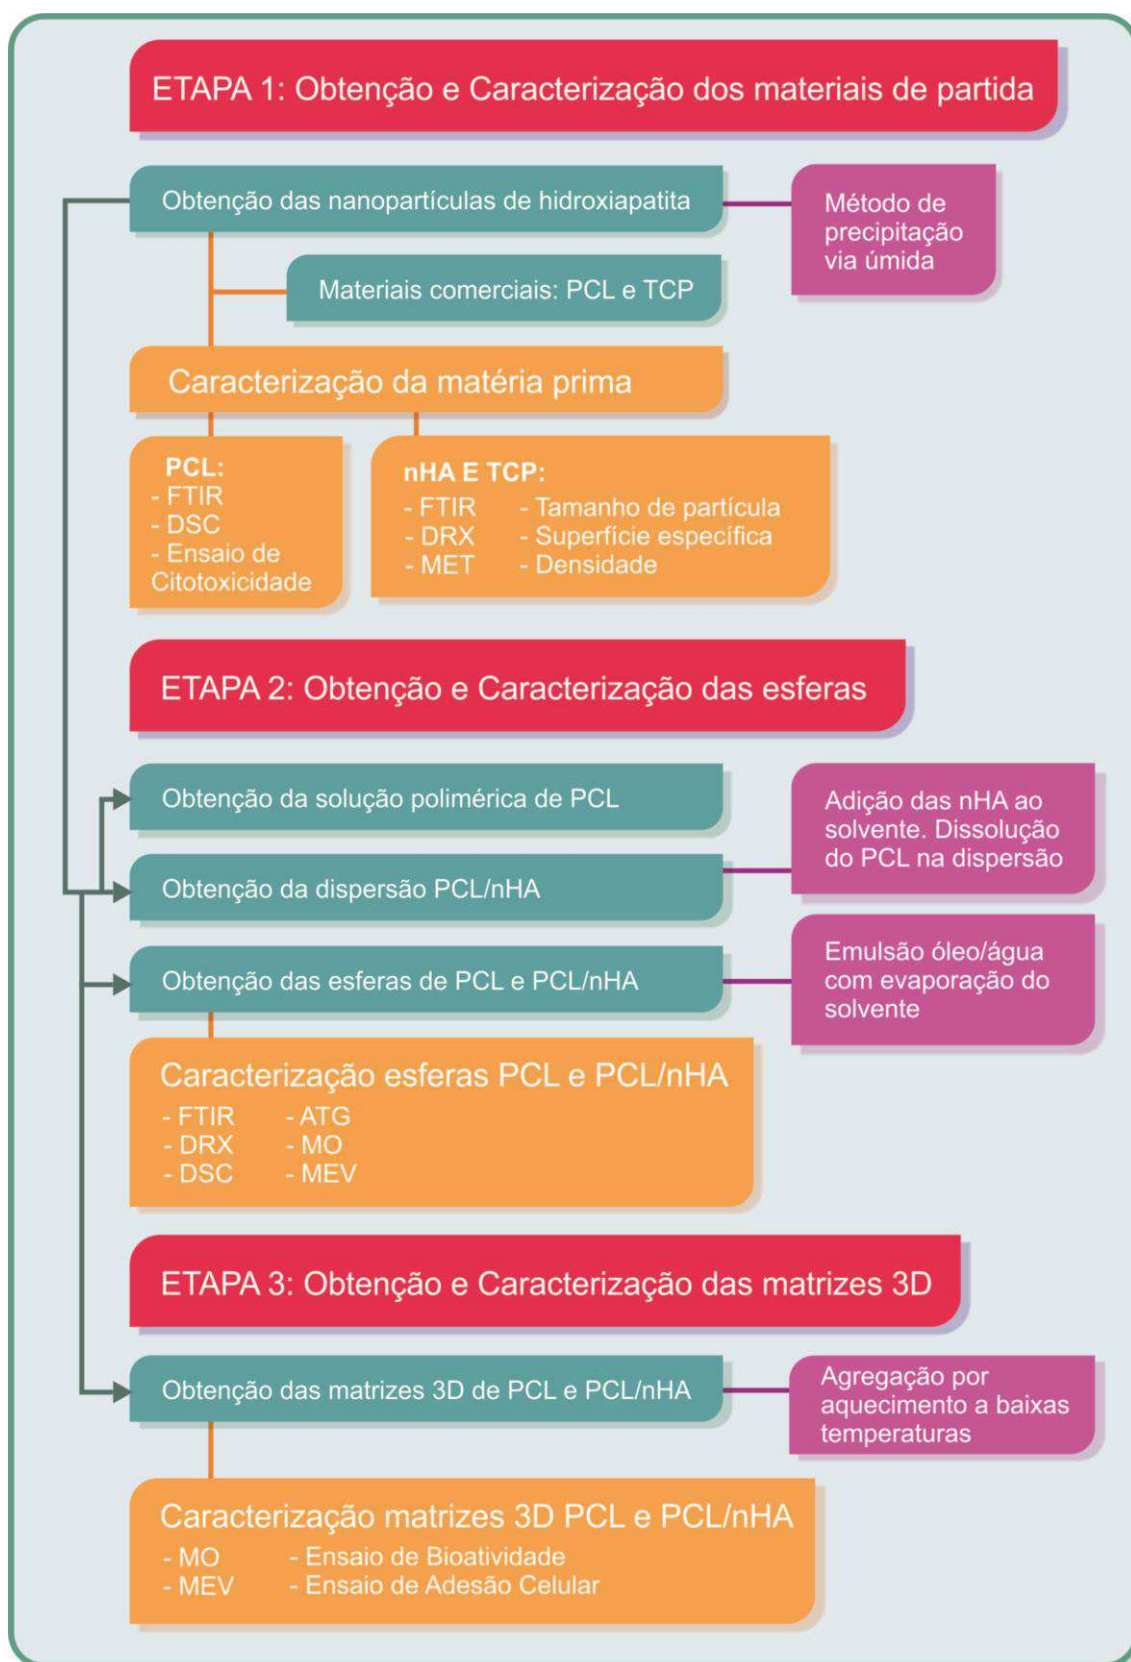 ETAPA 1: Obtenção e Caracterização dos materiais de partida
Obtenção das nanopartículas de hidroxiapatita
Método de
precipitação
via úmida
Materiais comerciais: PCL e TCP
Caracterização da matéria prima
PCL:
- FTIR
- DSC
- Ensaio de
Citotoxicidade
nHA E TCP:
- FTIR - Tamanho de partícula
- DRX - Superfície específica
- MET - Densidade
ETAPA 2: Obtenção e Caracterização das esferas
Obtenção da solução polimérica de PCL
Obtenção da dispersão PCL/nHA
Adição das nHA ao
solvente. Dissolução
do PCL na dispersão
Obtenção das esferas de PCL e PCL/nHA
Emulsão óleo/água
com evaporação do
solvente
Caracterização esferas PCL e PCL/nHA
- FTIR - ATG
- DRX - MO
- DSC - MEV
ETAPA 3: Obtenção e Caracterização das matrizes 3D
Obtenção das matrizes 3D de PCL e PCL/nHA
Agregação por
aquecimento a baixas
temperaturas
Caracterização matrizes 3D PCL e PCL/nHA
- MO - Ensaio de Bioatividade
- MEV - Ensaio de Adesão Celular